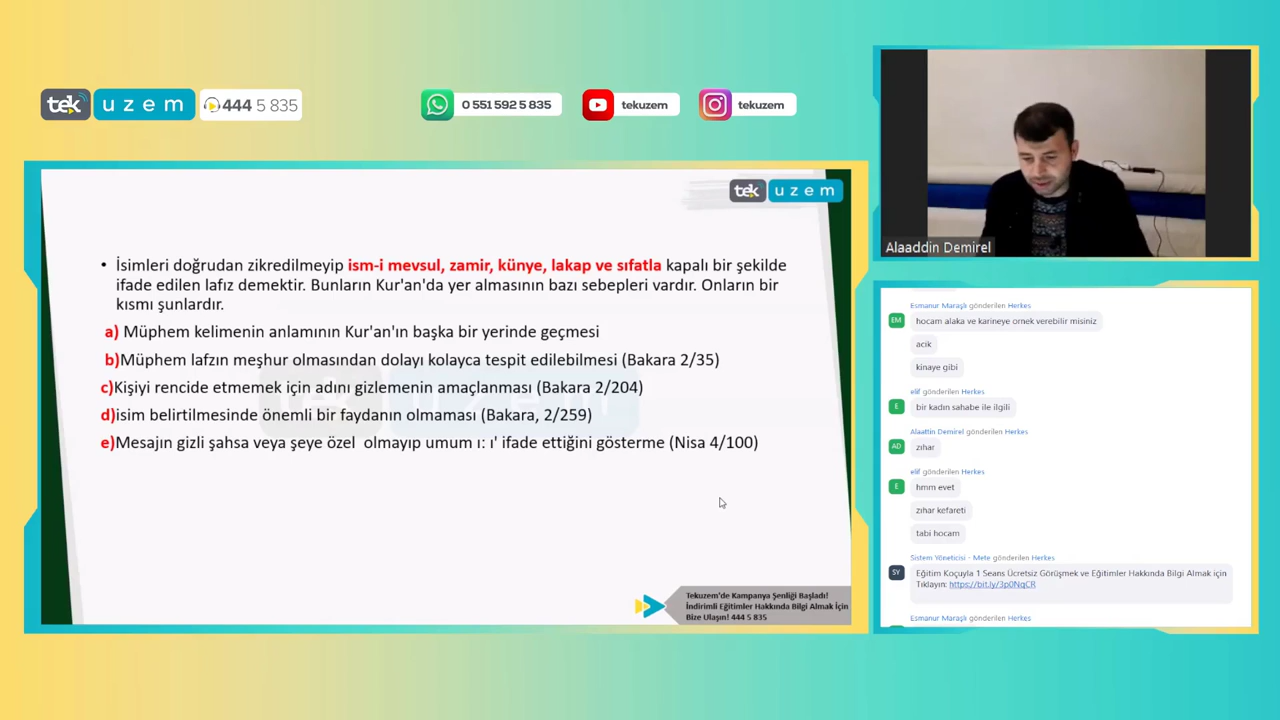 tek uzem 444 5 835
0 551 592 5 835
tekuzem
tekuzem
tek uzem
• İsimleri doğrudan zikredilmeyip ism-i mevsul, zamir, künye, lakap ve sıfatla kapalı bir şekilde
ifade edilen lafız demektir. Bunların Kur'an'da yer almasının bazı sebepleri vardır. Onların bir
kısmı şunlardır.
a) Müphem kelimenin anlamının Kur'an'ın başka bir yerinde geçmesi
b)Müphem lafzın meşhur olmasından dolayı kolayca tespit edilebilmesi (Bakara 2/35)
c)Kişiyi rencide etmemek için adını gizlemenin amaçlanması (Bakara 2/204)
d)isim belirtilmesinde önemli bir faydanın olmaması (Bakara, 2/259)
e)Mesajın gizli şahsa veya şeye özel olmayıp umum ı: ı' ifade ettiğini gösterme (Nisa 4/100)
Tekuzem'de Kampanya Şenliği Başladı!
İndirimli Eğitimler Hakkında Bilgi Almak İçin
Bize Ulaşın! 444 5 835
Alaaddin Demirel
Esmanur Maraşlı gönderilen Herkes
EM
hocam alaka ve karineye ornek verebilir misiniz
acik
kinaye gibi
elif gönderilen Herkes
E
bir kadın sahabe ile ilgili
Alaattin Demirel gönderilen Herkes
AD
zıhar
elif gönderilen Herkes
E
hmm evet
zıhar kefareti
tabi hocam
Sistem Yöneticisi - Mete gönderilen Herkes
SY
Eğitim Koçuyla 1 Seans Ücretsiz Görüşmek ve Eğitimler Hakkında Bilgi Almak için
Tıklayın: https://bit.ly/3p0NqCR
Esmanur Maraşlı gönderilen Herkes